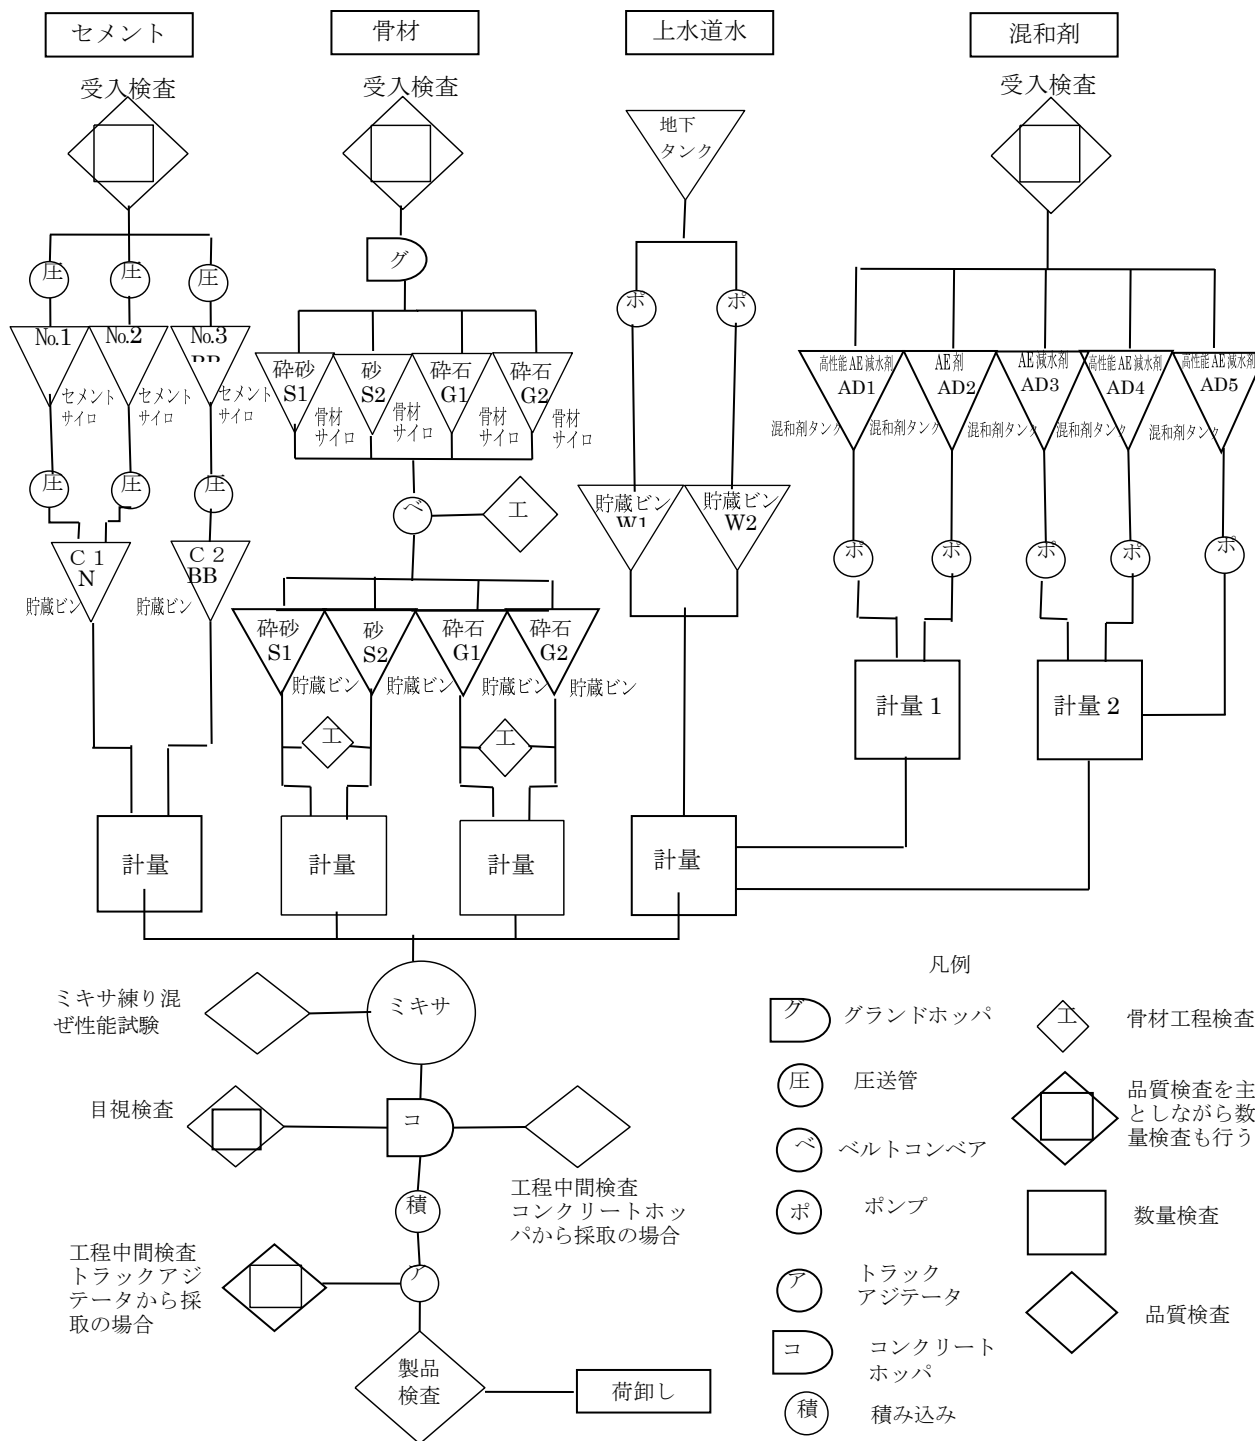 セメント
骨材
上水道水
混和剤
受入検査
受入検査
受入検査
地下
タンク
グ
圧
圧
圧
ポ
ポ
№1
№2
№3
セメント
サイロ
セメント
サイロ
セメント
サイロ
砕砂
S1
砂
S2
砕石
G1
砕石
G2
骨材
サイロ
骨材
サイロ
骨材
サイロ
骨材
サイロ
高性能AE減水剤
AD1
AE剤
AD2
AE減水剤
AD3
高性能AE減水剤
AD4
高性能AE減水剤
AD5
混和剤タンク
混和剤タンク
混和剤タンク
混和剤タンク
混和剤タンク
圧
圧
圧
ベ
工
貯蔵ビン
W1
貯蔵ビン
W2
ポ
ポ
ポ
ポ
ポ
C1
N
C2
BB
貯蔵ビン
貯蔵ビン
砕砂
S1
砂
S2
砕石
G1
砕石
G2
貯蔵ビン
貯蔵ビン
貯蔵ビン
貯蔵ビン
工
工
計量1
計量2
計量
計量
計量
計量
ミキサ練り混
ぜ性能試験
ミキサ
目視検査
コ
工程中間検査
コンクリートホッ
パから採取の場合
積
工程中間検査
トラックアジ
テータから採
取の場合
ア
製品
検査
荷卸し
凡例
グ
グランドホッパ
圧
圧送管
ベ
ベルトコンベア
ポ
ポンプ
ア
トラック
アジテータ
コ
コンクリート
ホッパ
積
積み込み
工
骨材工程検査
品質検査を主
としながら数
量検査も行う
数量検査
品質検査